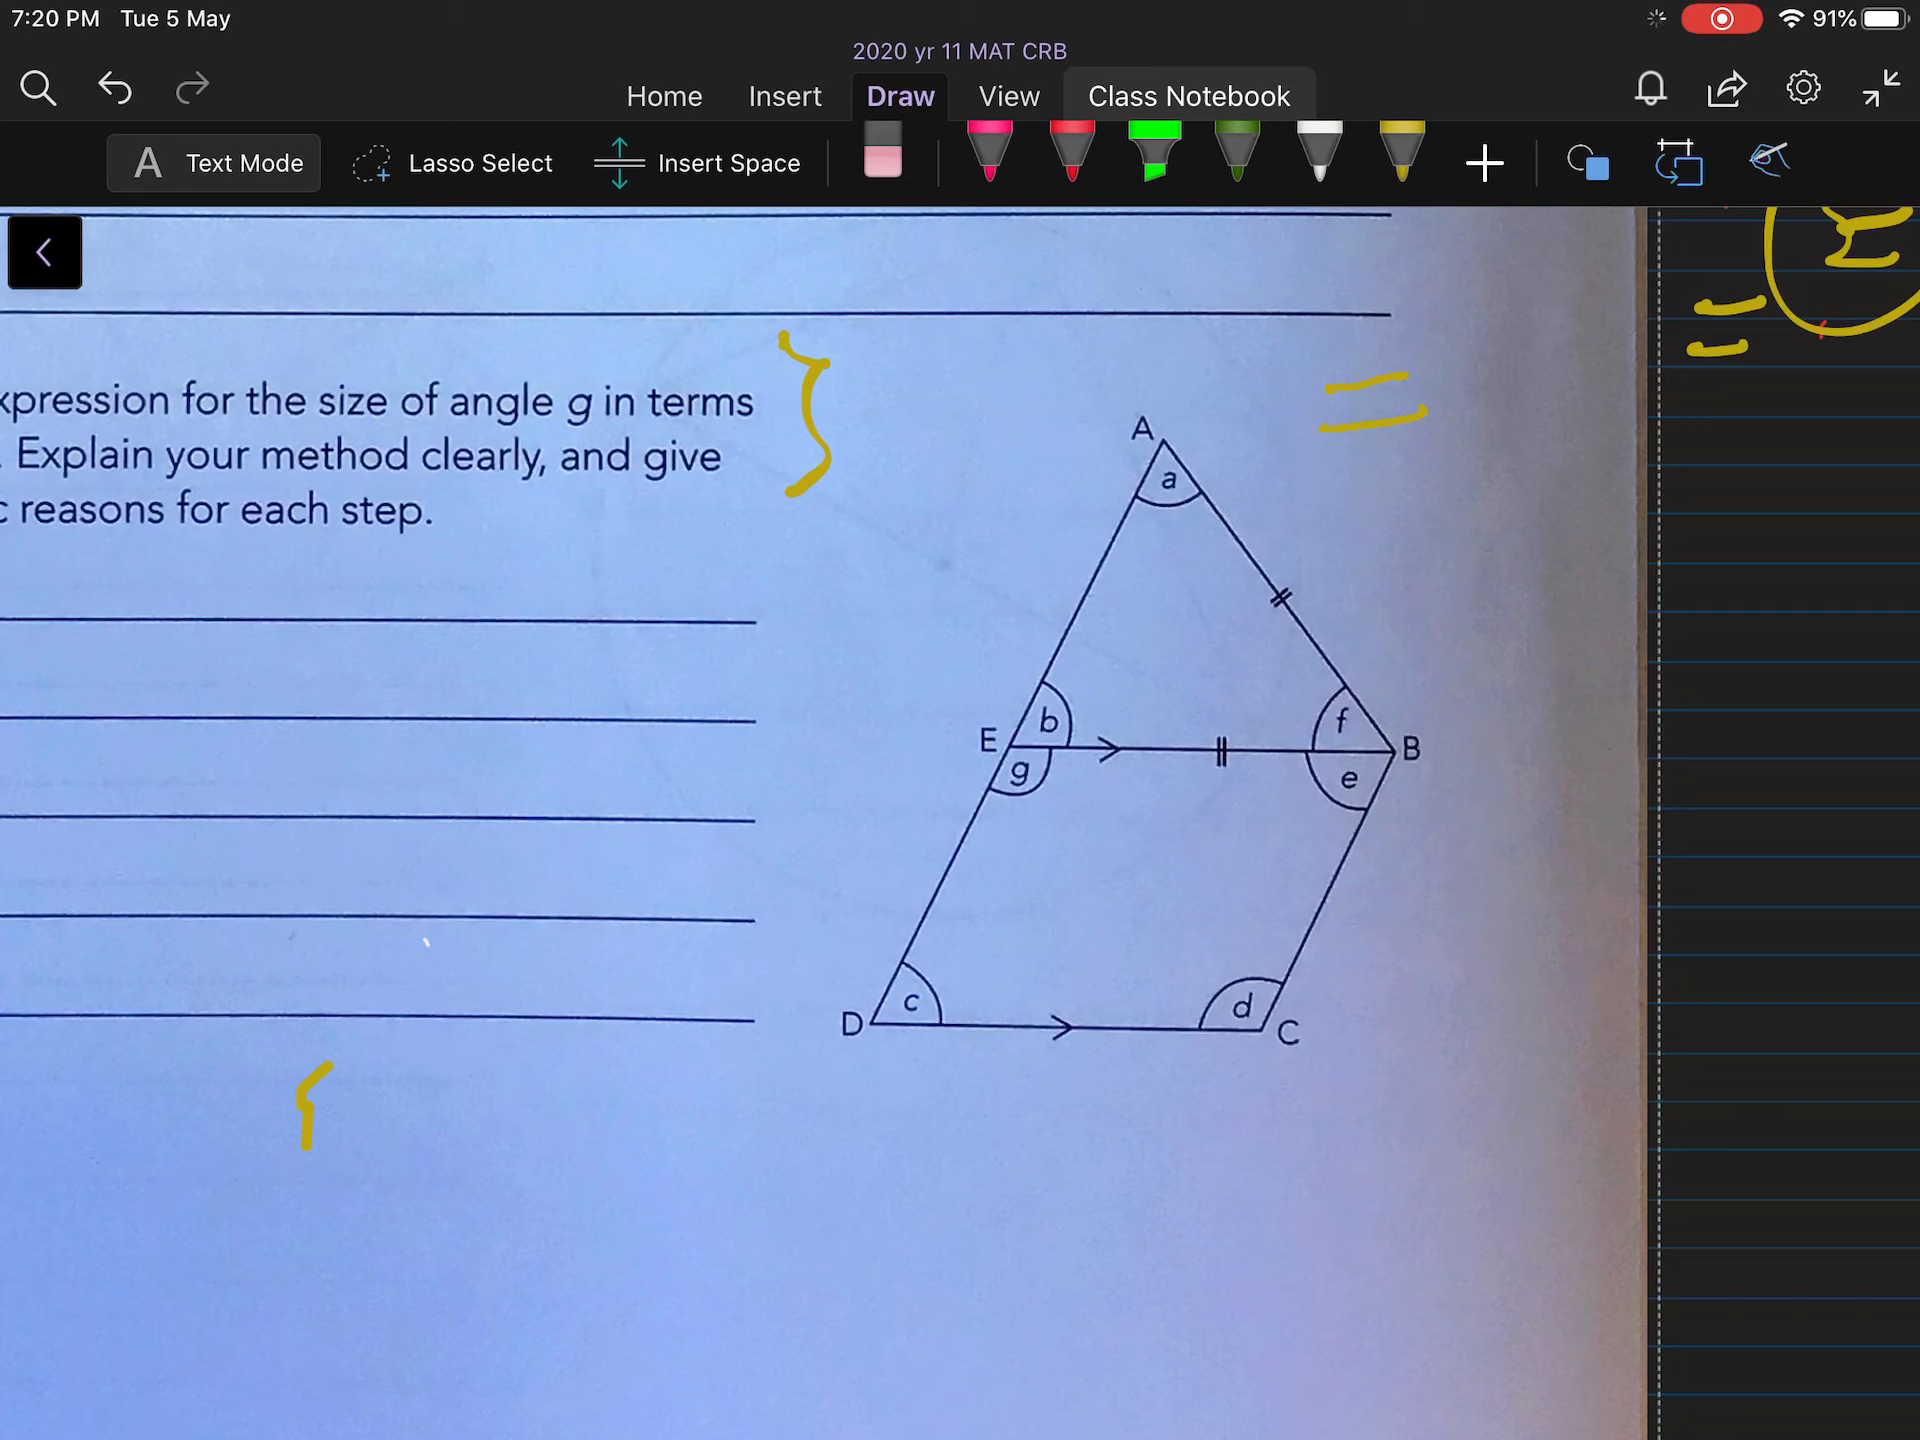 7:20 PM Tue 5 May
91%
2020 yr 11 MAT CRB
Home Insert Draw View Class Notebook
A Text Mode Lasso Select Insert Space
xpression for the size of angle g in terms
. Explain your method clearly, and give
c reasons for each step.
A
a
E b f B
g e
D c d C